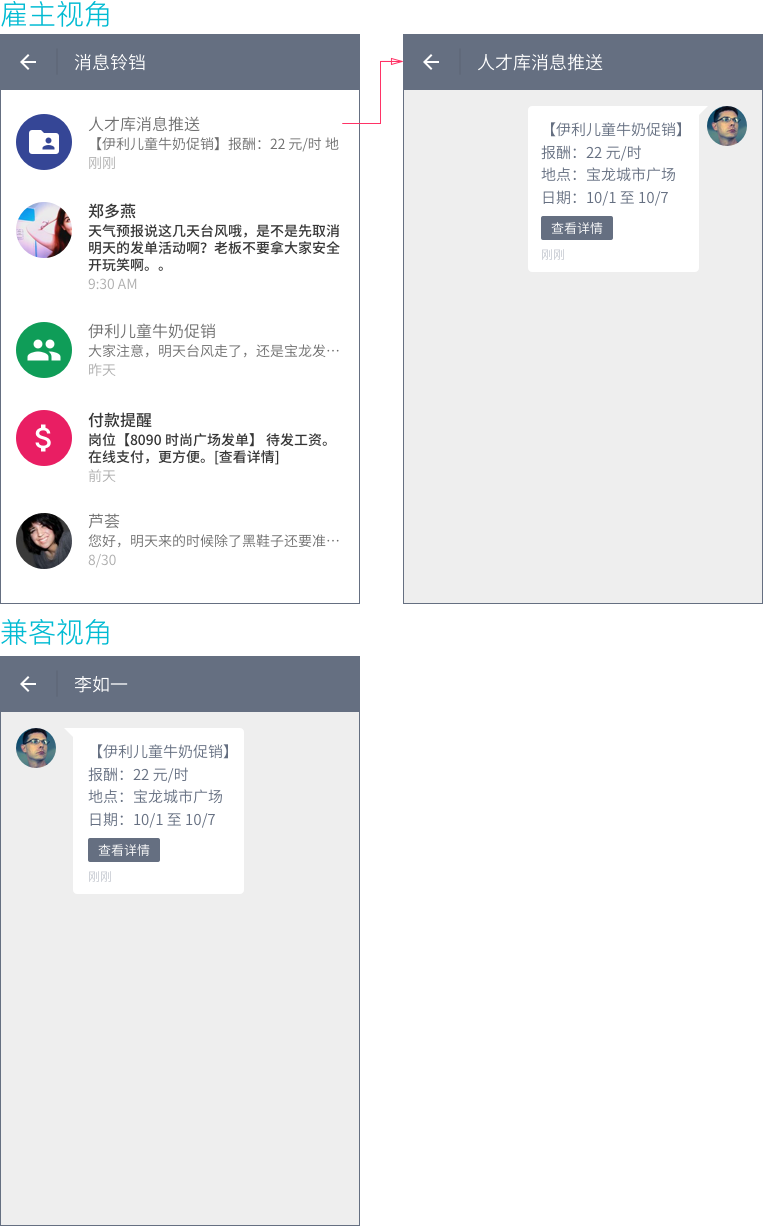 雇主视角
消息铃铛
人才库消息推送
【伊利儿童牛奶促销】报酬：22 元/时 地
刚刚
郑多燕
天气预报说这几天台风哦，是不是先取消
明天的发单活动啊？老板不要拿大家安全
开玩笑啊。。
9:30 AM
伊利儿童牛奶促销
大家注意，明天台风走了，还是宝龙发…
昨天
付款提醒
岗位【8090 时尚广场发单】 待发工资。
在线支付，更方便。[查看详情]
前天
芦荟
您好，明天来的时候除了黑鞋子还要准…
8/30
人才库消息推送
【伊利儿童牛奶促销】
报酬：22 元/时
地点：宝龙城市广场
日期：10/1 至 10/7
查看详情
刚刚
兼客视角
李如一
【伊利儿童牛奶促销】
报酬：22 元/时
地点：宝龙城市广场
日期：10/1 至 10/7
查看详情
刚刚